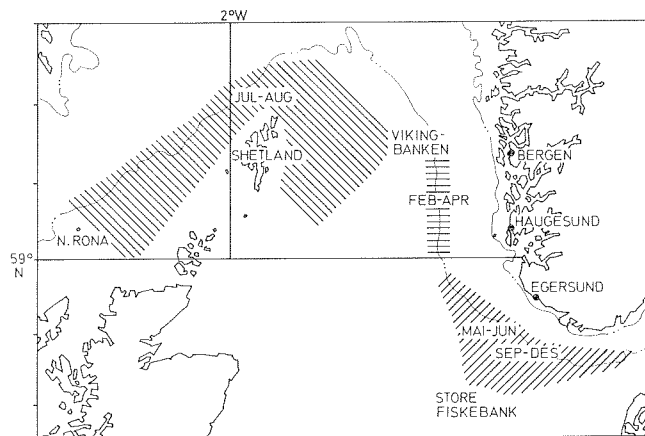 2°W
JUL-AUG
SHETLAND
VIKING-
BANKEN
BERGEN
FEB-APR
HAUGESUND
N. RONA
59°
N
EGERSUND
MAI-JUN
SEP-DES
STORE
FISKEBANK